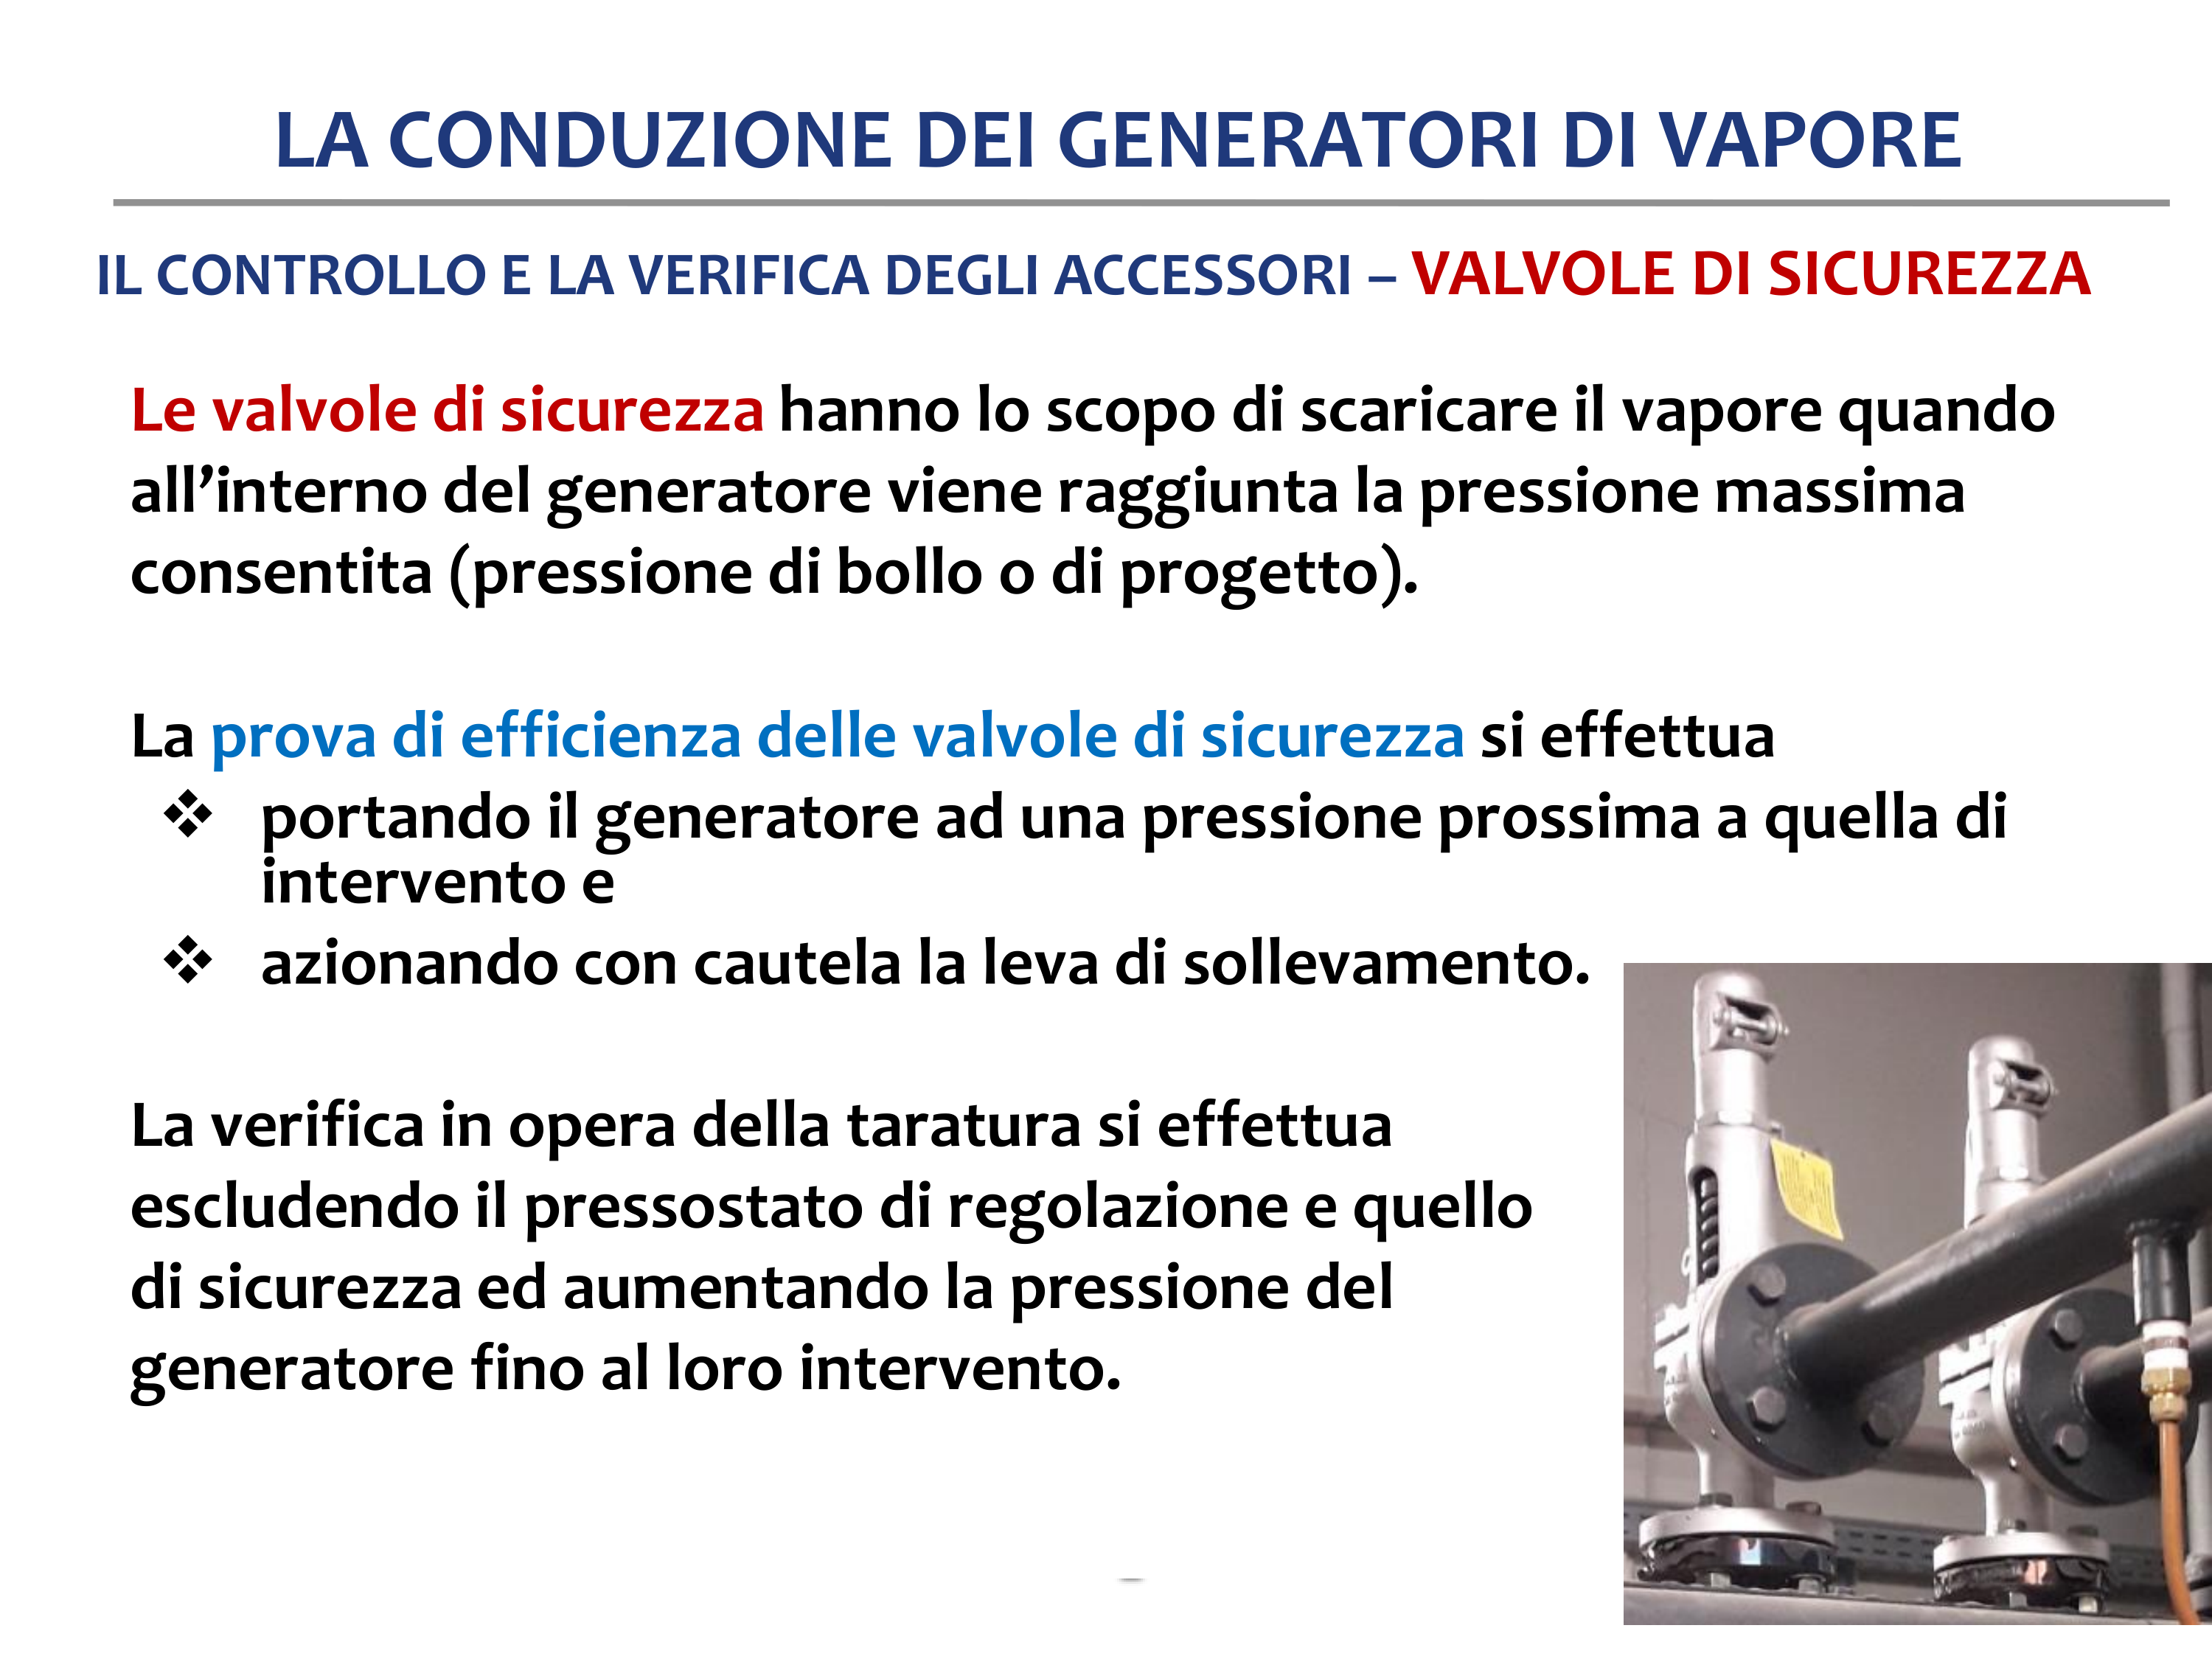 LA CONDUZIONE DEI GENERATORI DI VAPORE
IL CONTROLLO E LA VERIFICA DEGLI ACCESSORI – VALVOLE DI SICUREZZA
Le valvole di sicurezza hanno lo scopo di scaricare il vapore quando
all’interno del generatore viene raggiunta la pressione massima
consentita (pressione di bollo o di progetto).
La prova di efficienza delle valvole di sicurezza si effettua
❖ portando il generatore ad una pressione prossima a quella di
intervento e
❖ azionando con cautela la leva di sollevamento.
La verifica in opera della taratura si effettua
escludendo il pressostato di regolazione e quello
di sicurezza ed aumentando la pressione del
generatore fino al loro intervento.